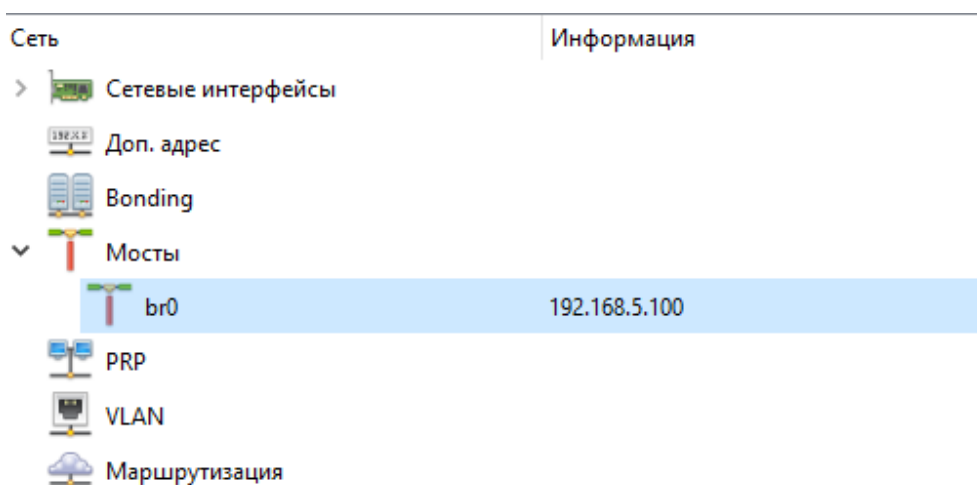 Сеть Информация
Сетевые интерфейсы
Доп. адрес
Bonding
Мосты
br0 192.168.5.100
PRP
VLAN
Маршрутизация